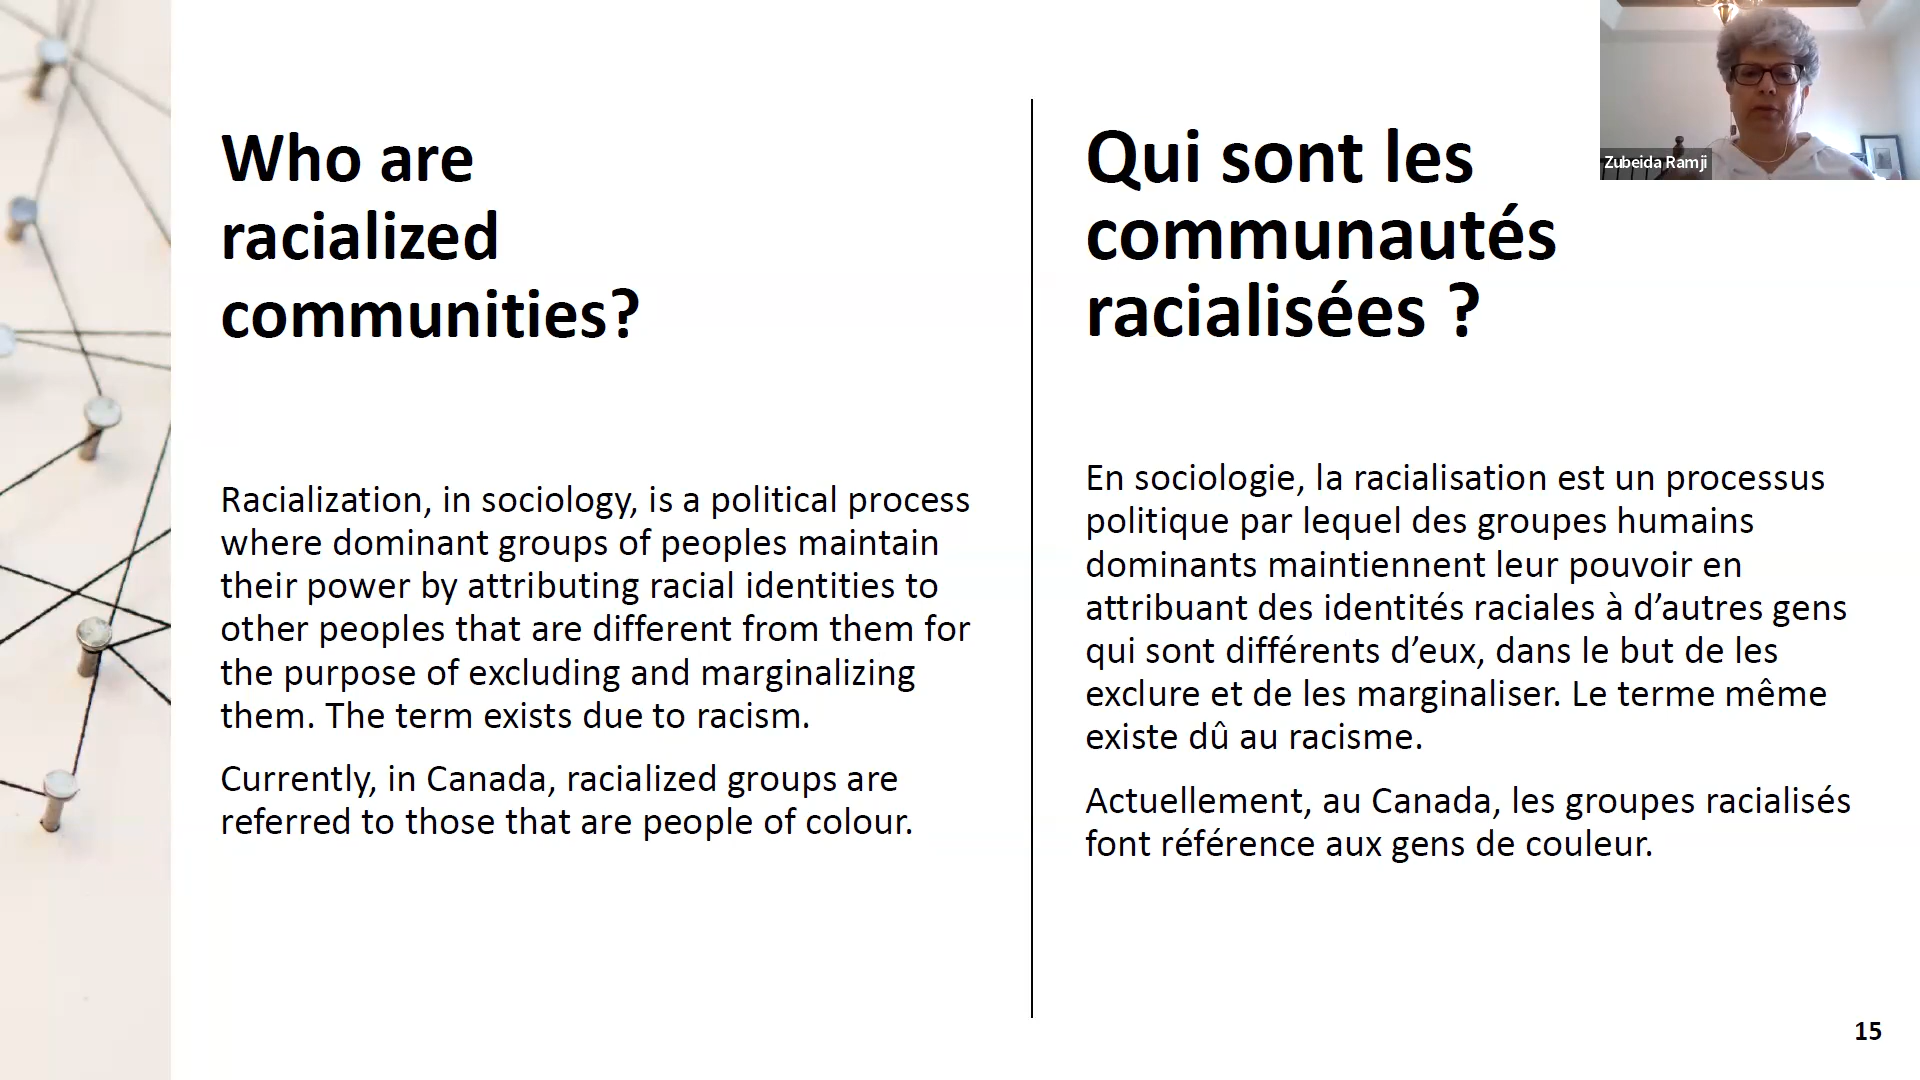 Who are
racialized
communities?
Racialization, in sociology, is a political process
where dominant groups of peoples maintain
their power by attributing racial identities to
other peoples that are different from them for
the purpose of excluding and marginalizing
them. The term exists due to racism.
Currently, in Canada, racialized groups are
referred to those that are people of colour.
Qui sont les
communautés
racialisées ?
En sociologie, la racialisation est un processus
politique par lequel des groupes humains
dominants maintiennent leur pouvoir en
attribuant des identités raciales à d’autres gens
qui sont différents d’eux, dans le but de les
exclure et de les marginaliser. Le terme même
existe dû au racisme.
Actuellement, au Canada, les groupes racialisés
font référence aux gens de couleur.
Zubeida Ramji
15